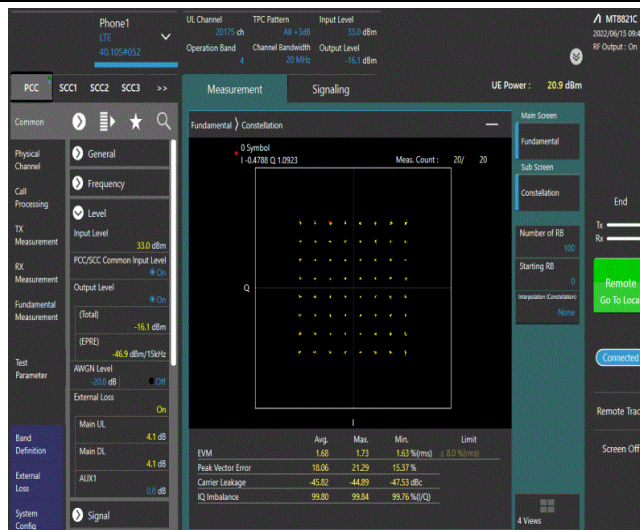 Phone1
LTE
40.105#052
UL Channel
20175 ch
TPC Pattern
All +3dB
Input Level
33.0 dBm
Operation Band
4
Channel Bandwidth
20 MHz
Output Level
-16.1 dBm
MT8821C
2022/06/15 09:4
RF Output : On
PCC SCC1 SCC2 SCC3 >>
Measurement
Signaling
UE Power : 20.9 dBm
Common
Physical
Channel
Call
Processing
TX
Measurement
RX
Measurement
Fundamental
Measurement
Test
Parameter
Band
Definition
External
Loss
System
Config
General
Frequency
Level
Input Level
33.0 dBm
PCC/SCC Common Input Level
On
Output Level
On
(Total)
-16.1 dBm
(EPRE)
-46.9 dBm/15kHz
AWGN Level
-20.0 dB Off
External Loss
On
Main UL
4.1 dB
Main DL
4.1 dB
AUX1
0.0 dB
Signal
Fundamental Constellation
0 Symbol
I -0.4788 Q 1.0923
Meas. Count : 20/ 20
Q
I
Avg. Max. Min. Limit
EVM 1.68 1.73 1.63 %(rms) ≤ 8.0 %(rms)
Peak Vector Error 18.06 21.29 15.37 %
Carrier Leakage -45.82 -44.89 -47.53 dBc
IQ Imbalance 99.80 99.84 99.76 %(I/Q)
Main Screen
Fundamental
Sub Screen
Constellation
Number of RB
100
Starting RB
0
Interpolation (Constellation)
None
4 Views
End
Tx
Rx
Remote
Go To Loca
Connected
Remote Trac
Screen Off